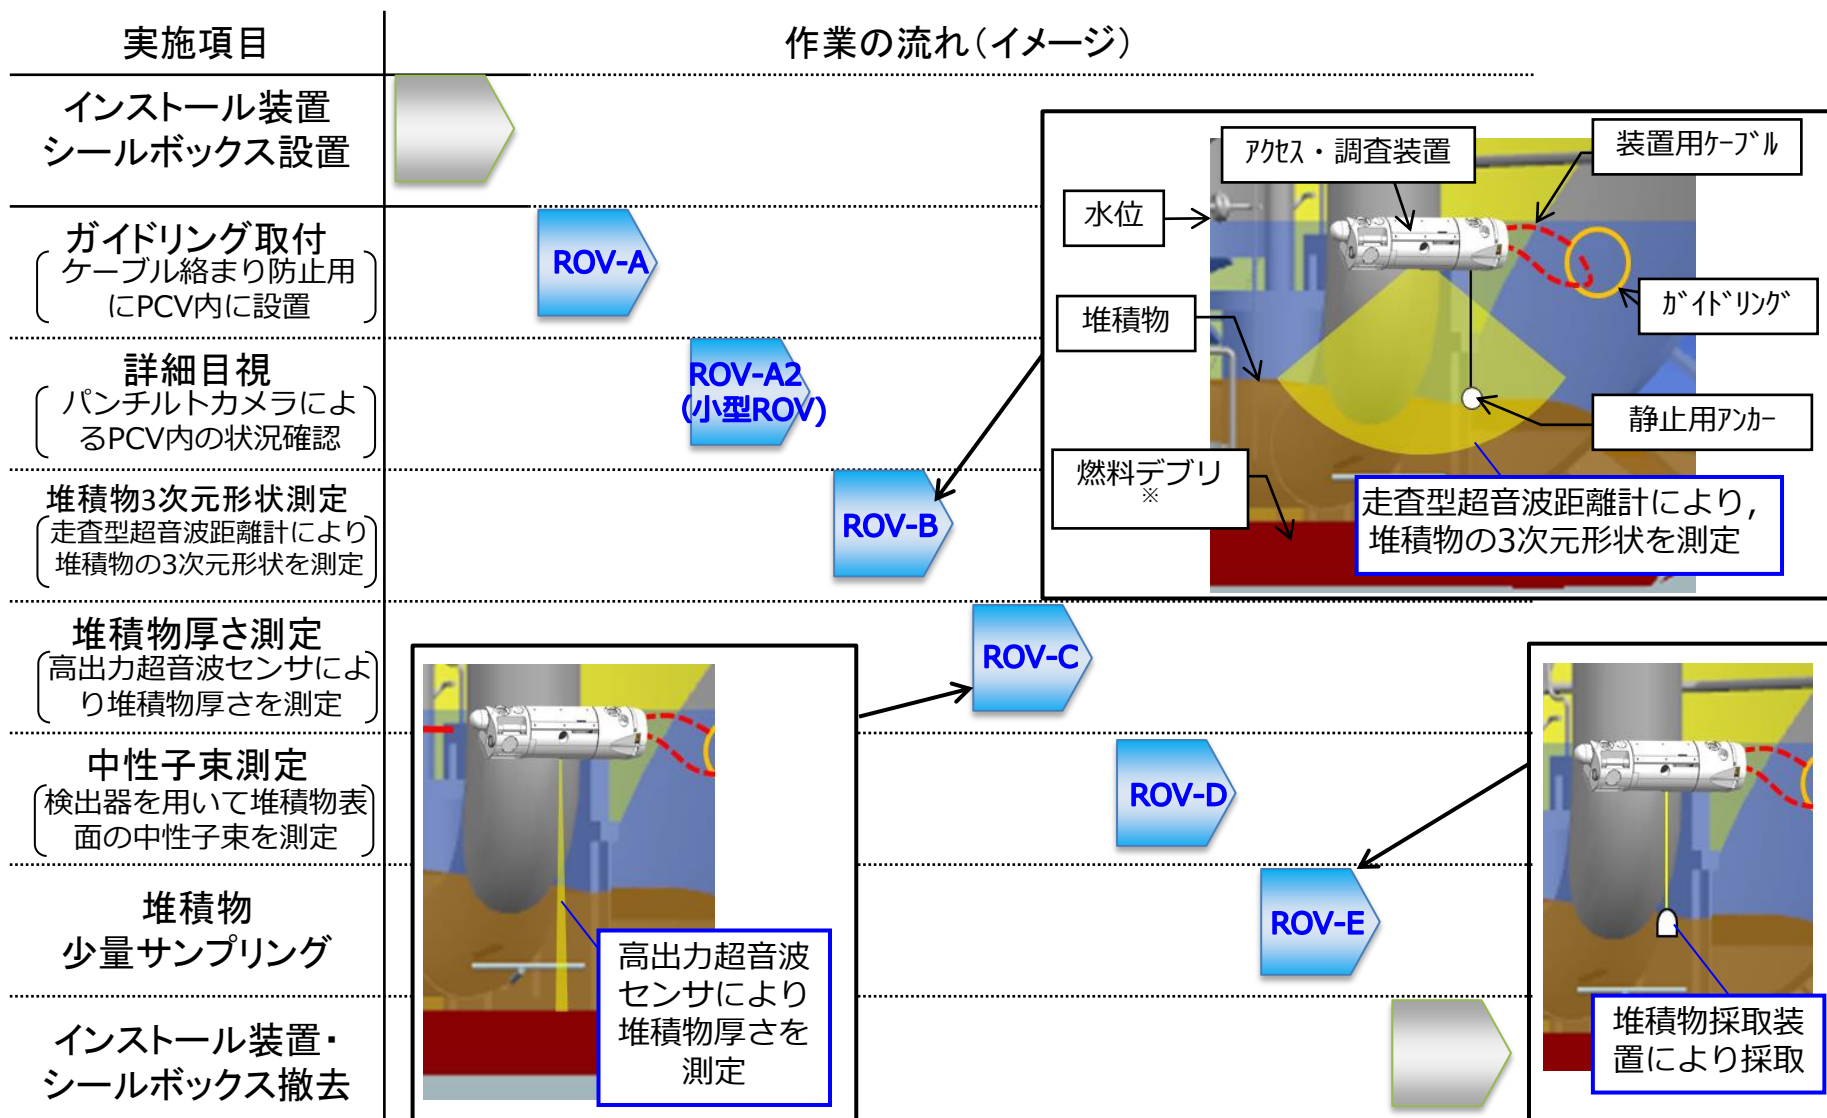 実施項目
作業の流れ(イメージ)
インストール装置
シールボックス設置
ガイドリング取付
ケーブル絡まり防止用
にPCV内に設置
ROV-A
詳細目視
パンチルトカメラによ
るPCV内の状況確認
ROV-A2
(小型ROV)
堆積物3次元形状測定
走査型超音波距離計により
堆積物の3次元形状を測定
ROV-B
アクセス・調査装置
装置用ケーブル
水位
ガイドリング
堆積物
静止用アンカー
燃料デブリ
※
走査型超音波距離計により,
堆積物の3次元形状を測定
堆積物厚さ測定
高出力超音波センサによ
り堆積物厚さを測定
ROV-C
中性子束測定
検出器を用いて堆積物表
面の中性子束を測定
ROV-D
堆積物
少量サンプリング
ROV-E
高出力超音波
センサにより
堆積物厚さを
測定
インストール装置・
シールボックス撤去
堆積物採取装
置により採取